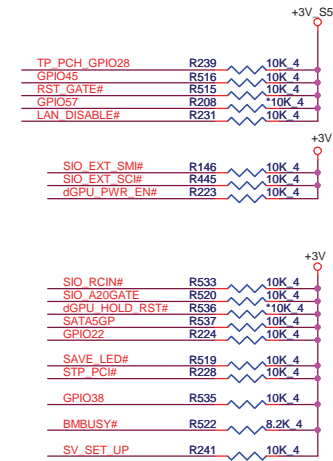 +3V_S5
TP_PCH_GPIO28 R239 10K_4
GPIO45 R516 10K_4
RST_GATE# R515 10K_4
GPIO57 R208 *10K_4
LAN_DISABLE# R231 10K_4
+3V
SIO_EXT_SMI# R146 10K_4
SIO_EXT_SCI# R445 10K_4
dGPU_PWR_EN# R223 10K_4
+3V
SIO_RCIN# R533 10K_4
SIO_A20GATE R520 10K_4
dGPU_HOLD_RST# R536 *10K_4
SATA5GP R537 10K_4
GPIO22 R224 10K_4
SAVE_LED# R519 10K_4
STP_PCI# R228 10K_4
GPIO38 R535 10K_4
BMBUSY# R522 8.2K_4
SV_SET_UP R241 10K_4